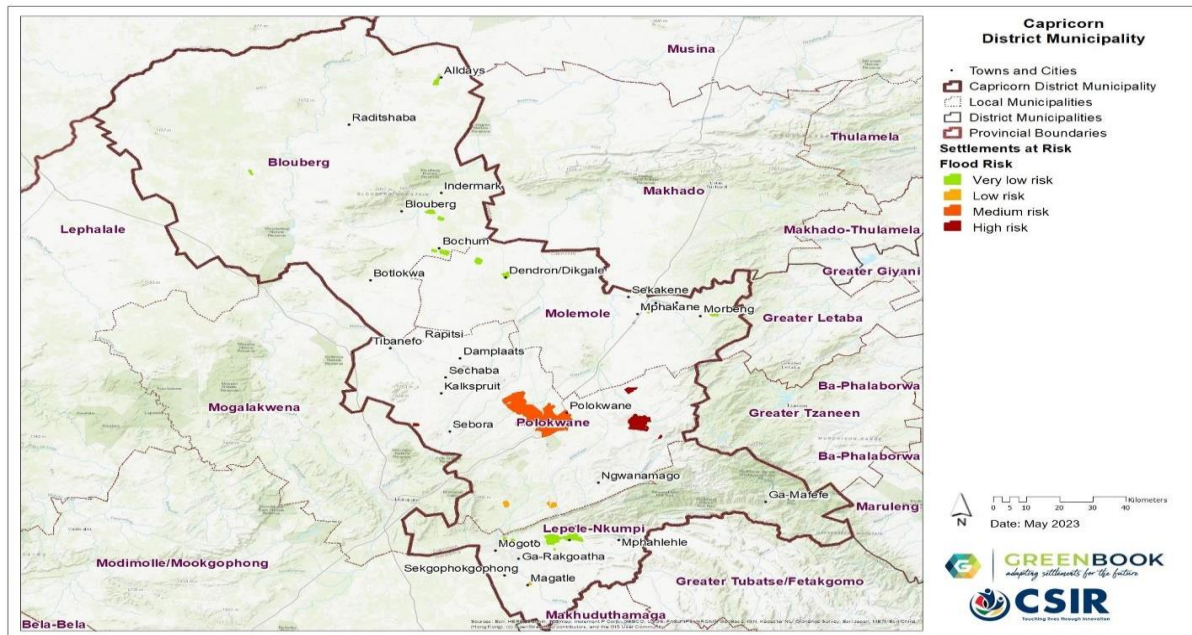 Capricorn
District Municipality
Towns and Cities
Capricorn District Municipality
Local Municipalities
District Municipalities
Provincial Boundaries
Settlements at Risk
Flood Risk
Very low risk
Low risk
Medium risk
High risk
Musina
Alldays
Raditshaba
Thulamela
Blouberg
Indermark
Makhado
Blouberg
Lephalale
Makhado-Thulamela
Bochum
Greater Giyani
Botlokwa
Dendron/Dikgale
Sekakene
Molemole
Mphakane
Morbeng
Greater Letaba
Rapitsi
Tibanefo
Damplaats
Sechaba
Ba-Phalaborwa
Kalkspruit
Mogalakwena
Polokwane
Greater Tzaneen
Polokwane
Sebora
Ba-Phalaborwa
Ngwanamago
Ga-Mafefe
Maruleng
Lepele-Nkumpi
Mogoto
Mphahlehle
Ga-Rakgoatha
Modimolle/Mookgophong
Sekgophokgophong
Magatle
Greater Tubatse/Fetakgomo
Makhuduthamaga
Bela-Bela
N
0 5 10 20 30 40
Kilometers
Date: May 2023
GREENBOOK
adapting settlements for the future
CSIR
Touching lives through innovation